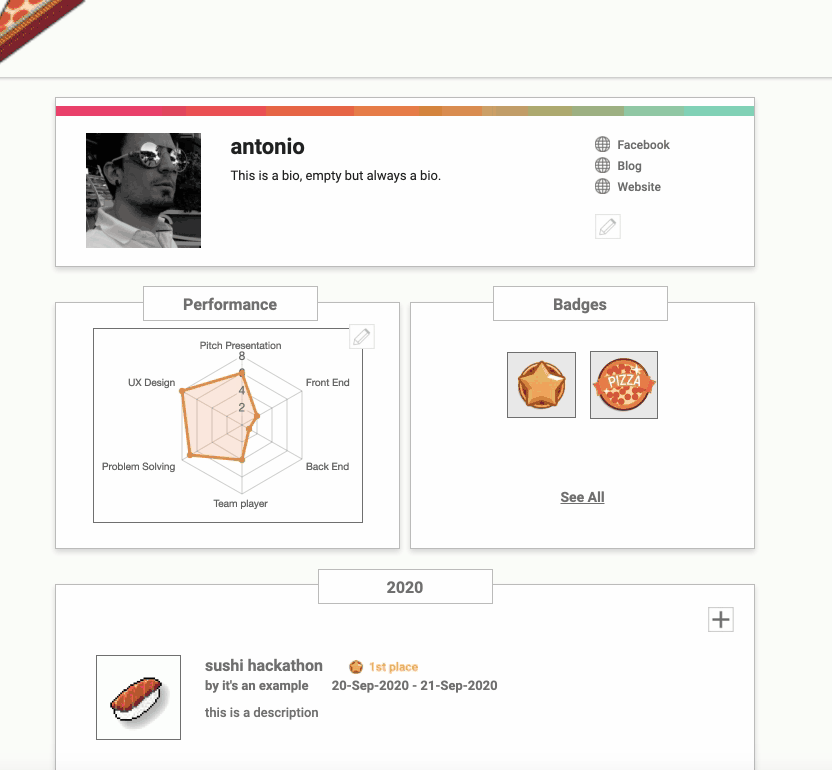 antonio
This is a bio, empty but always a bio.
Facebook
Blog
Website
Performance
Pitch Presentation
8
6
UX Design
Front End
4
2
Problem Solving
Back End
Team player
Badges
PIZZA
See All
2020
sushi hackathon 1st place
by it's an example 20-Sep-2020 - 21-Sep-2020
this is a description